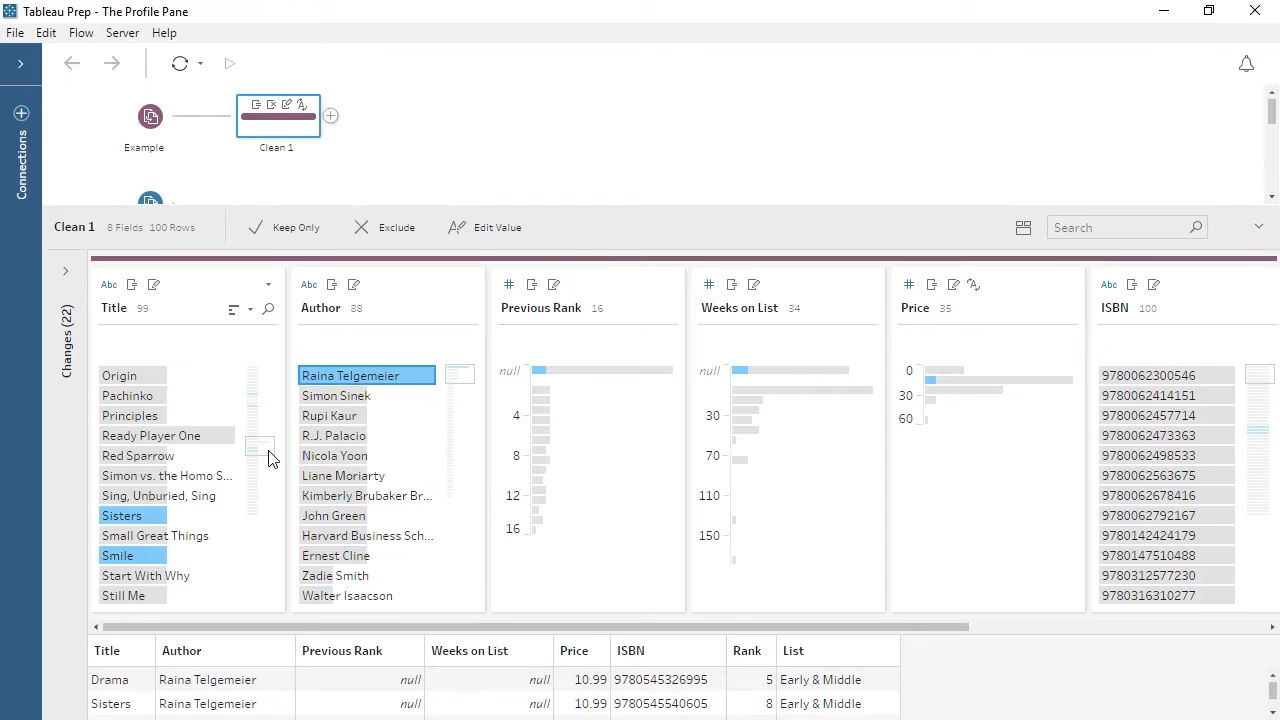 Tableau Prep - The Profile Pane
File Edit Flow Server Help
Connections
Example
Clean 1
Clean 1 8 Fields 100 Rows Keep Only Exclude Edit Value Search
Changes (22)
Abc
Title 99
Origin
Pachinko
Principles
Ready Player One
Red Sparrow
Simon vs. the Homo S...
Sing, Unburied, Sing
Sisters
Small Great Things
Smile
Start With Why
Still Me
Abc
Author 88
Raina Telgemeier
Simon Sinek
Rupi Kaur
R.J. Palacio
Nicola Yoon
Liane Moriarty
Kimberly Brubaker Br...
John Green
Harvard Business Sch...
Ernest Cline
Zadie Smith
Walter Isaacson
#
Previous Rank 16
null
4
8
12
16
#
Weeks on List 34
null
30
70
110
150
#
Price 35
0
30
60
Abc
ISBN 100
9780062300546
9780062414151
9780062457714
9780062473363
9780062498533
9780062563675
9780062678416
9780062792167
9780142424179
9780147510488
9780312577230
9780316310277
Title Author Previous Rank Weeks on List Price ISBN Rank List
Drama Raina Telgemeier null null 10.99 9780545326995 5 Early & Middle
Sisters Raina Telgemeier null null 10.99 9780545540605 8 Early & Middle